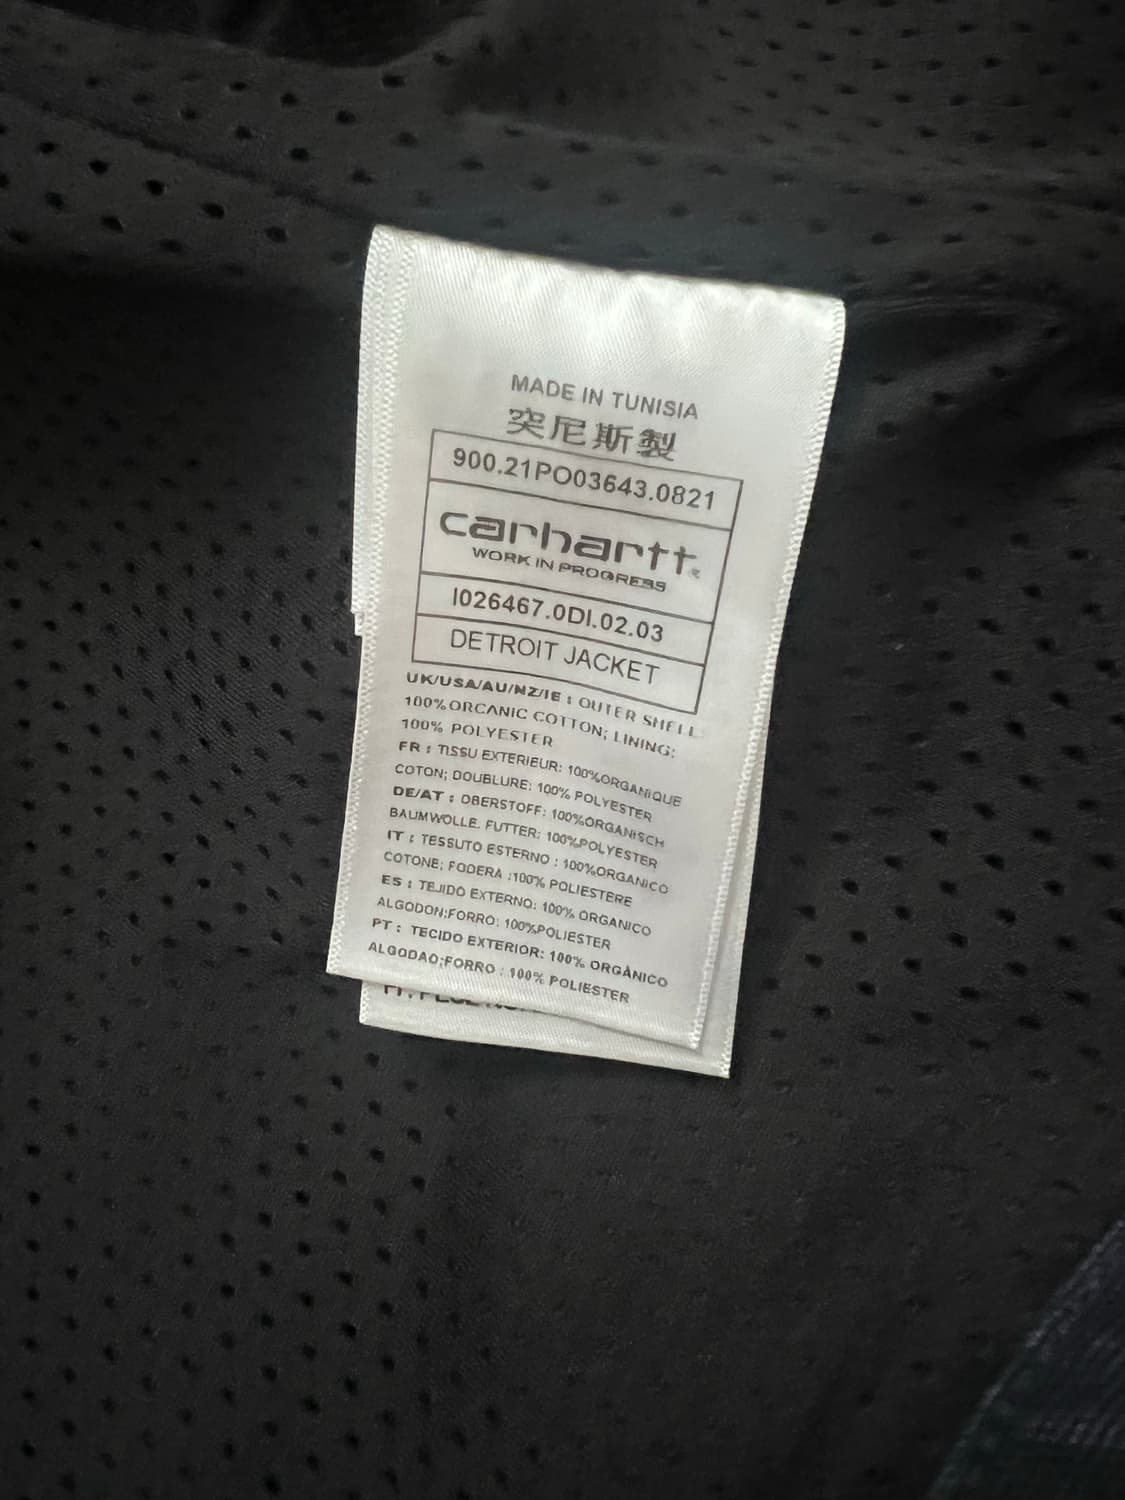 MADE IN TUNISIA
突尼斯製
900.21PO03643.0821
carhartt
WORK IN PROGRESS
I026467.0DI.02.03
DETROIT JACKET
UK/USA/AU/NZ/IE : OUTER SHELL:
100%ORCANIC COTTON; LINING:
100% POLYESTER
FR : TISSU EXTERIEUR: 100%ORGANIQUE
COTON; DOUBLURE: 100% POLYESTER
DE/AT : OBERSTOFF: 100%ORGANISCH
BAUMWOLLE. FUTTER: 100%POLYESTER
IT : TESSUTO ESTERNO : 100%ORGANICO
COTONE; FODERA :100% POLIESTERE
ES : TEJIDO EXTERNO: 100% ORGANICO
ALGODON;FORRO: 100%POLIESTER
PT : TECIDO EXTERIOR: 100% ORGÂNICO
ALGODAO;FORRO : 100% POLIESTER